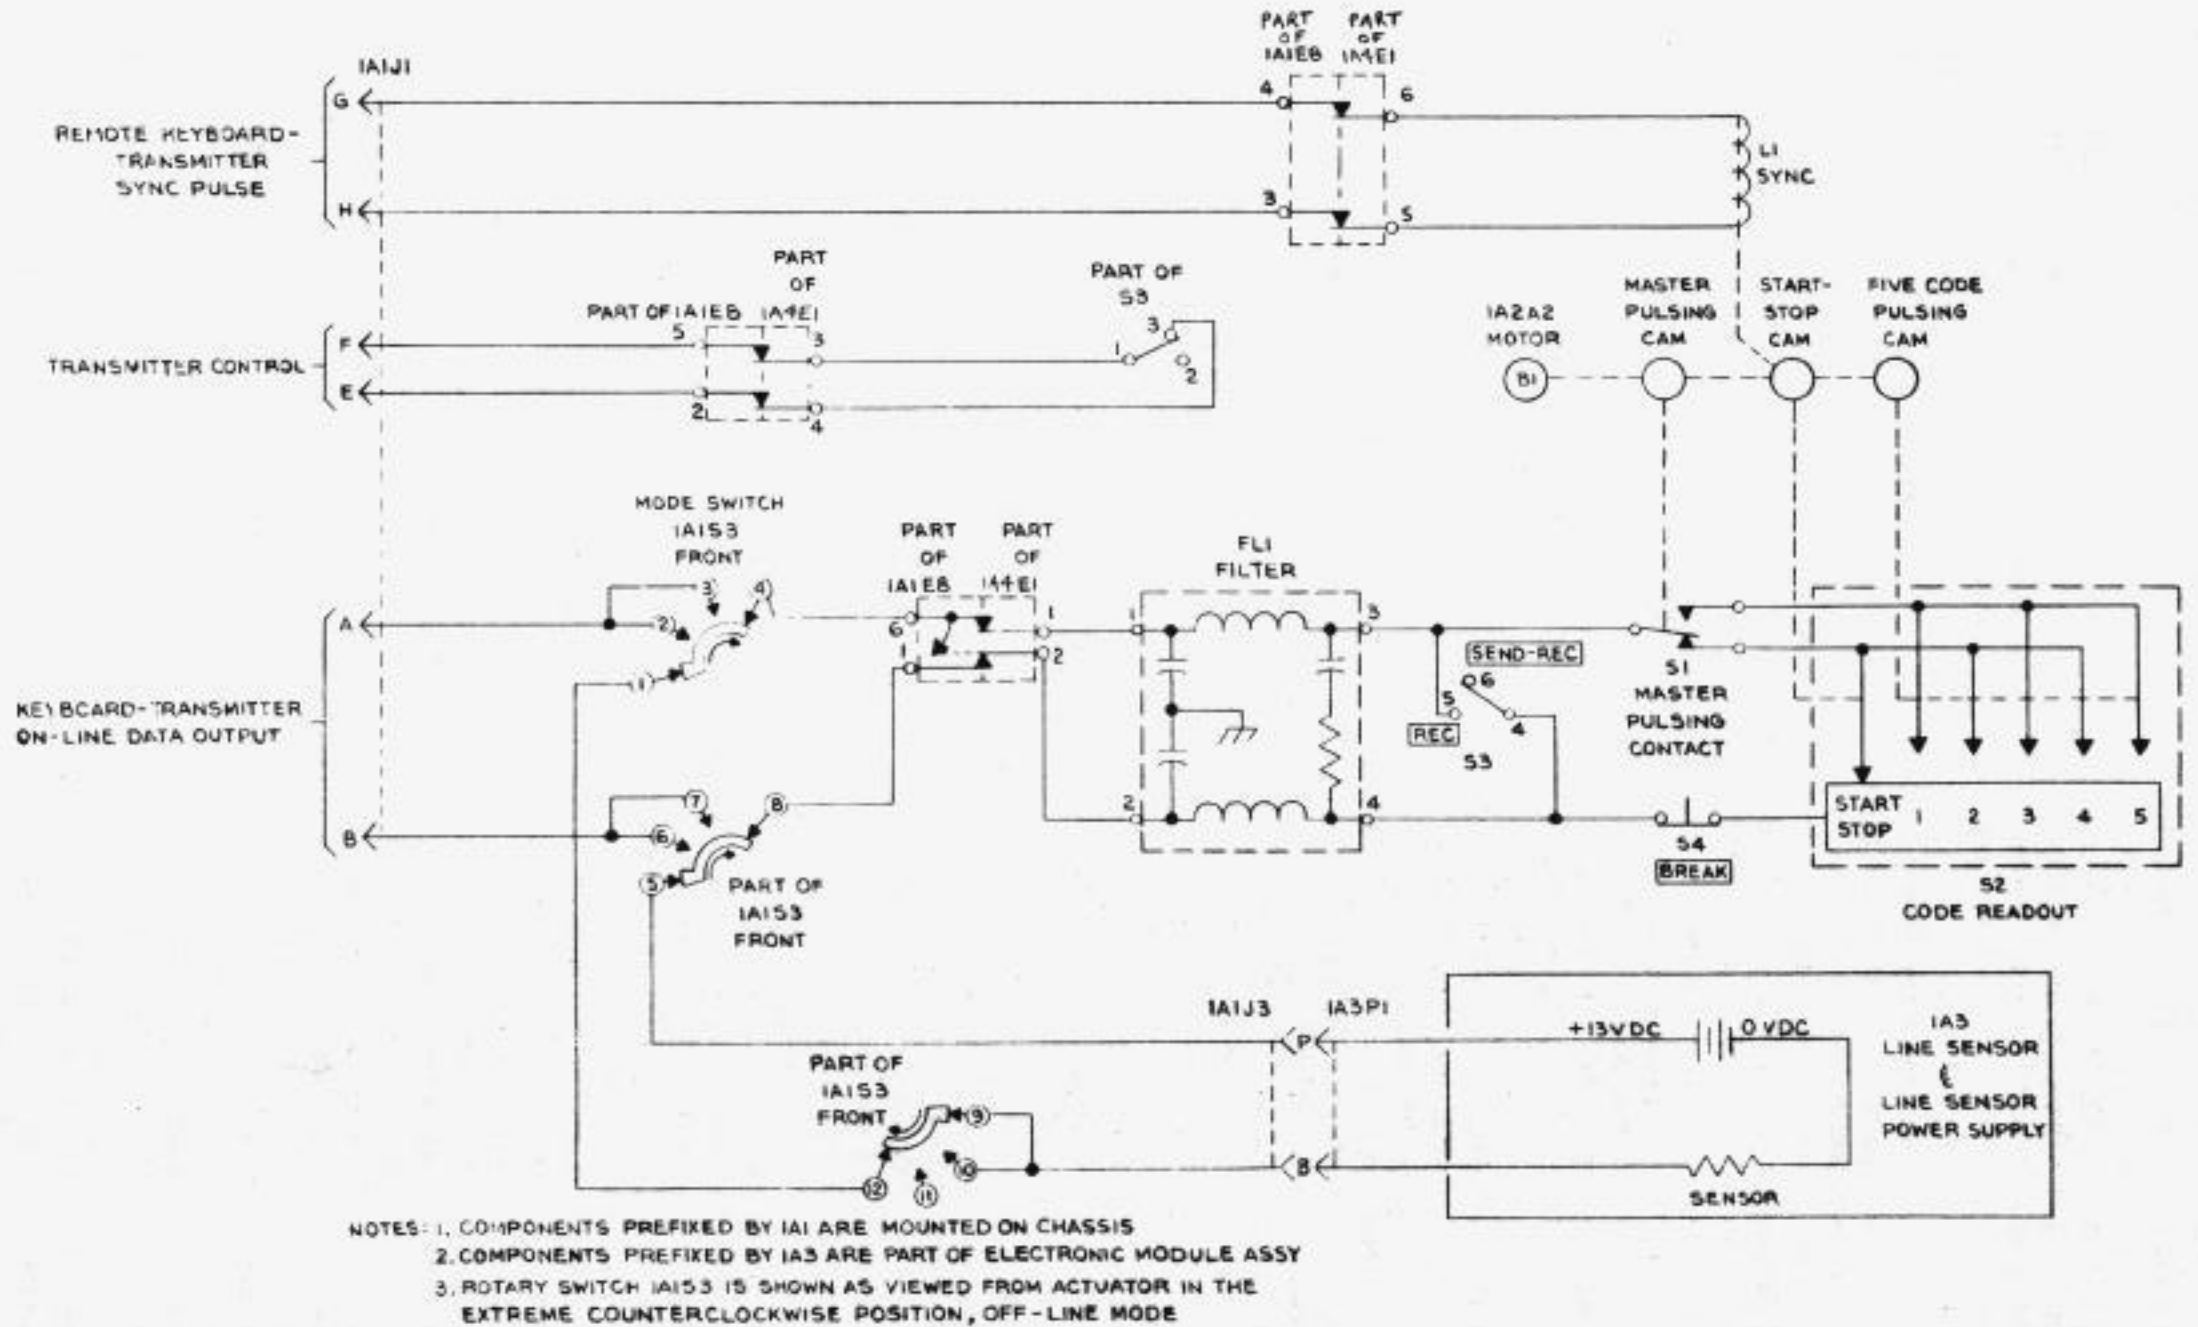 PART OF 1A1E8
PART OF 1A4E1
1A1J1
G
H
REMOTE KEYBOARD-
TRANSMITTER
SYNC PULSE
4
6
3
5
L1
SYNC
PART OF 1A1E8
PART
OF
1A4E1
PART OF
S3
F
E
TRANSMITTER CONTROL
5
3
2
4
1
3
2
1A2A2
MOTOR
B1
MASTER
PULSING
CAM
START-
STOP
CAM
FIVE CODE
PULSING
CAM
MODE SWITCH
1A1S3
FRONT
PART
OF
1A1E8
PART
OF
1A4E1
FL1
FILTER
A
B
KEYBOARD-TRANSMITTER
ON-LINE DATA OUTPUT
3
4
2
1
6
1
1
2
1
3
2
4
SEND-REC
6
5
4
REC
S3
S1
MASTER
PULSING
CONTACT
7
8
6
5
PART OF
1A1S3
FRONT
S4
BREAK
START
STOP
1 2 3 4 5
S2
CODE READOUT
1A1J3
1A3P1
P
B
+13VDC
0 VDC
1A3
LINE SENSOR
&
LINE SENSOR
POWER SUPPLY
SENSOR
PART OF
1A1S3
FRONT
9
10
11
12
NOTES: 1. COMPONENTS PREFIXED BY 1A1 ARE MOUNTED ON CHASSIS
2. COMPONENTS PREFIXED BY 1A3 ARE PART OF ELECTRONIC MODULE ASSY
3. ROTARY SWITCH 1A1S3 IS SHOWN AS VIEWED FROM ACTUATOR IN THE
EXTREME COUNTERCLOCKWISE POSITION, OFF-LINE MODE